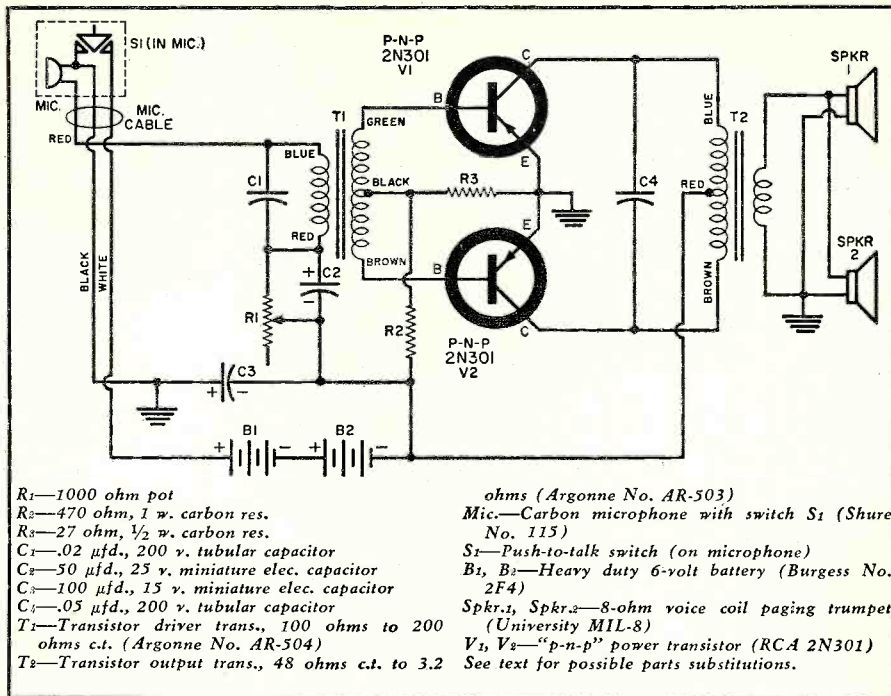 S1 (IN MIC.)
MIC.
MIC.
CABLE
RED
BLACK
WHITE
C1
BLUE
RED
R1
+
C2
-
C3
+ -
T1
GREEN
BLACK
BROWN
R2
R3
P-N-P
2N301
V1
B
C
E
E
B
C
P-N-P
2N301
V2
C4
BLUE
RED
BROWN
T2
SPKR
1
SPKR
2
B1
+ -
B2
+ -
R1—1000 ohm pot
R2—470 ohm, 1 w. carbon res.
R3—27 ohm, ½ w. carbon res.
C1—.02 µfd., 200 v. tubular capacitor
C2—50 µfd., 25 v. miniature elec. capacitor
C3—100 µfd., 15 v. miniature elec. capacitor
C4—.05 µfd., 200 v. tubular capacitor
T1—Transistor driver trans., 100 ohms to 200
ohms c.t. (Argonne No. AR-504)
T2—Transistor output trans., 48 ohms c.t. to 3.2
ohms (Argonne No. AR-503)
Mic.—Carbon microphone with switch S1 (Shure
No. 115)
S1—Push-to-talk switch (on microphone)
B1, B2—Heavy duty 6-volt battery (Burgess No.
2F4)
Spkr.1, Spkr.2—8-ohm voice coil paging trumpet
(University MIL-8)
V1, V2—"p-n-p" power transistor (RCA 2N301)
See text for possible parts substitutions.